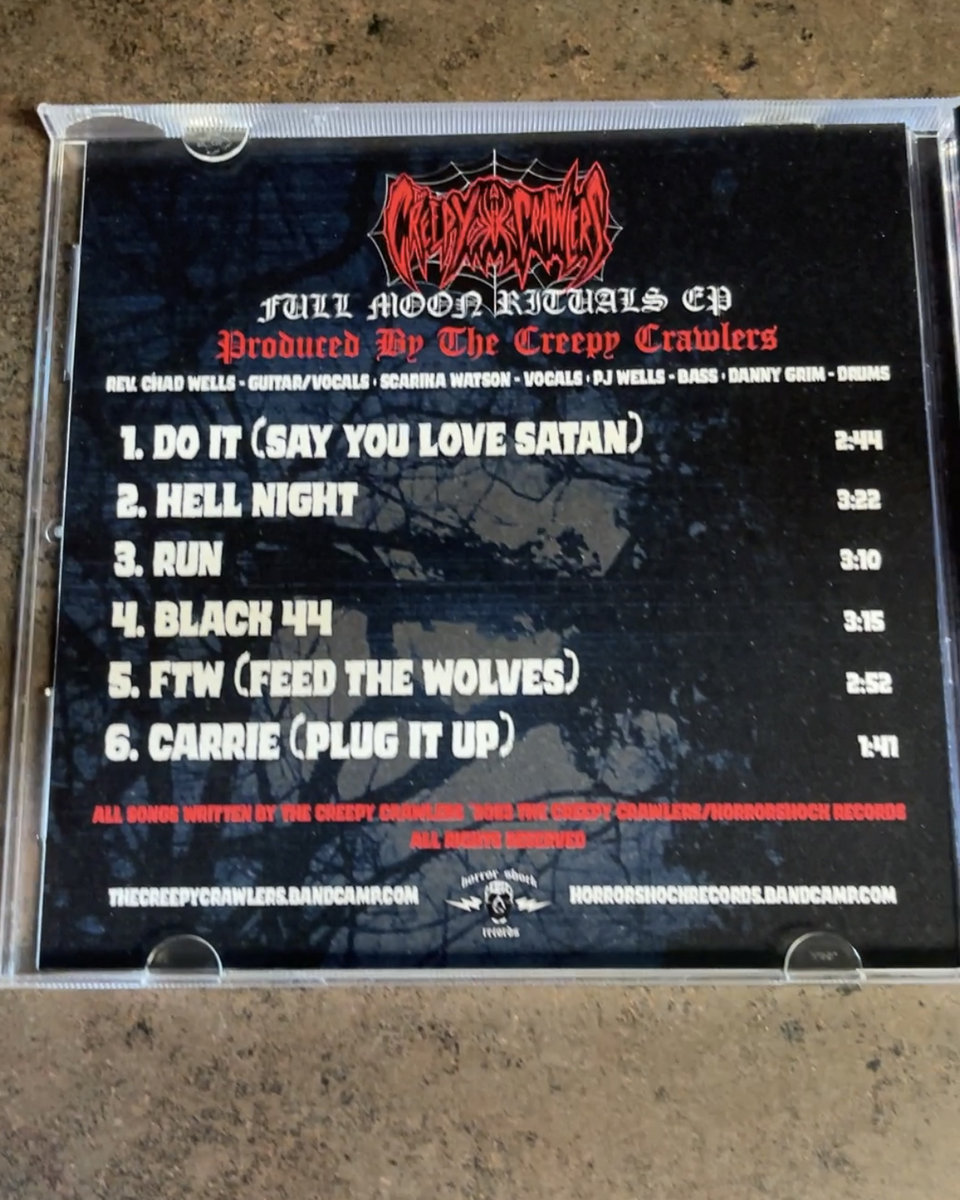 CREEPY CRAWLERS
FULL MOON RITUALS EP
Produced By The Creepy Crawlers
REV. CHAD WELLS - GUITAR/VOCALS · SCARINA WATSON - VOCALS · PJ WELLS - BASS · DANNY GRIM - DRUMS
1. DO IT (SAY YOU LOVE SATAN) 2:44
2. HELL NIGHT 3:22
3. RUN 3:10
4. BLACK 44 3:15
5. FTW (FEED THE WOLVES) 2:52
6. CARRIE (PLUG IT UP) 1:41
ALL SONGS WRITTEN BY THE CREEPY CRAWLERS THE CREEPY CRAWLERS/HORRORSHOCK RECORDS
ALL RIGHTS RESERVED
horror shock
THECREEPYCRAWLERS.BANDCAMP.COM HORRORSHOCKRECORDS.BANDCAMP.COM
records